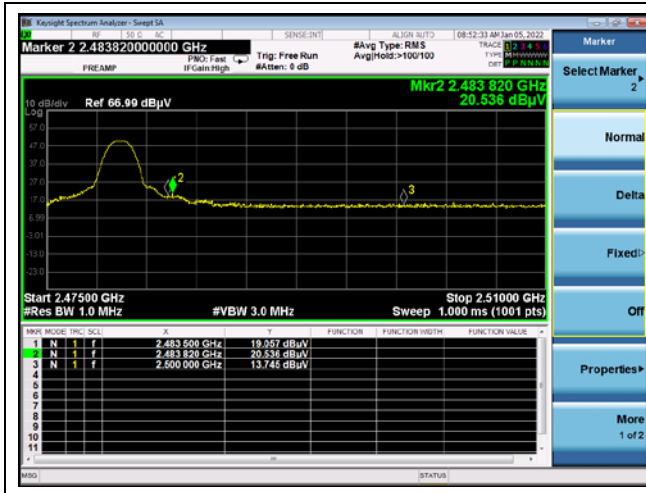 Keysight Spectrum Analyzer - Swept SA
RF 50 Ω AC SENSE:INT ALIGN AUTO 08:52:33 AM Jan 05, 2022
Marker 2 2.483820000000 GHz
PREAMP
PNO: Fast
IFGain:High
Trig: Free Run
#Atten: 0 dB
#Avg Type: RMS
Avg|Hold:>100/100
TRACE 1 2 3 4 5 6
TYPE M W W W W W
DET P P N N N N
Mkr2 2.483 820 GHz
20.536 dBµV
10 dB/div Ref 66.99 dBµV
Log
57.0
47.0
37.0
27.0
17.0
6.99
-3.01
-13.0
-23.0
2
3
Start 2.47500 GHz Stop 2.51000 GHz
#Res BW 1.0 MHz #VBW 3.0 MHz Sweep 1.000 ms (1001 pts)
MKR MODE TRC SCL X Y FUNCTION FUNCTION WIDTH FUNCTION VALUE
1 N 1 f 2.483 500 GHz 19.057 dBµV
2 N 1 f 2.483 820 GHz 20.536 dBµV
3 N 1 f 2.500 000 GHz 13.745 dBµV
4
5
6
7
8
9
10
11
MSG STATUS
Marker
Select Marker
2
Normal
Delta
Fixed
Off
Properties
More
1 of 2